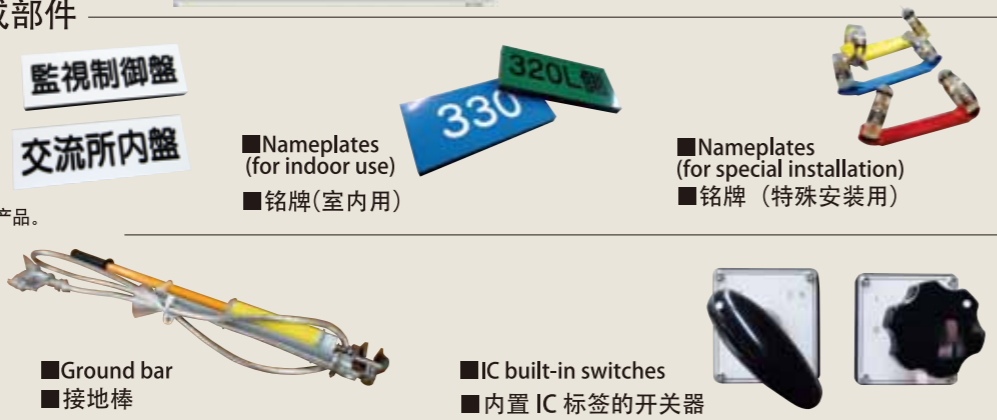 部件
監視制御盤
交流所内盤
330
320L盤
■Nameplates
(for indoor use)
■铭牌(室内用)
■Nameplates
(for special installation)
■铭牌（特殊安装用）
产品。
■Ground bar
■接地棒
■IC built-in switches
■内置 IC 标签的开关器